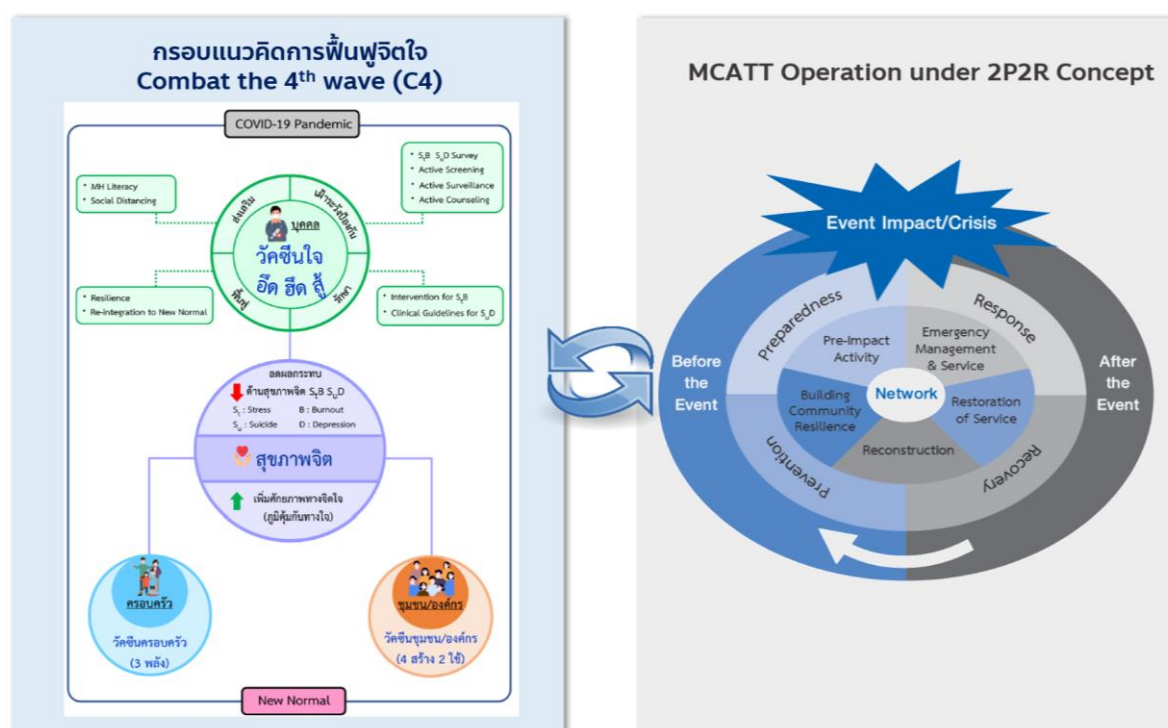 กรอบแนวคิดการฟื้นฟูจิตใจ
Combat the 4th wave (C4)
COVID-19 Pandemic
• MH Literacy
• Social Distancing
• SₜB SᵤD Survey
• Active Screening
• Active Surveillance
• Active Counseling
ส่งเสริม
เฝ้าระวังป้องกัน
บุคคล
วัคซีนใจ
อึด ฮึด สู้
ฟื้นฟู
รักษา
• Resilience
• Re-integration to New Normal
• Intervention for SₜB
• Clinical Guidelines for SᵤD
ลดผลกระทบ
ด้านสุขภาพจิต SₜB SᵤD
Sₜ : Stress B : Burnout
Sᵤ : Suicide D : Depression
สุขภาพจิต
เพิ่มศักยภาพทางจิตใจ
(ภูมิคุ้มกันทางใจ)
ครอบครัว
วัคซีนครอบครัว
(3 พลัง)
ชุมชน/องค์กร
วัคซีนชุมชน/องค์กร
(4 สร้าง 2 ใช้)
New Normal
MCATT Operation under 2P2R Concept
Event Impact/Crisis
Preparedness
Response
Pre-Impact
Activity
Emergency
Management
& Service
Before
the
Event
After
the
Event
Network
Building
Community
Resilience
Restoration
of Service
Reconstruction
Prevention
Recovery